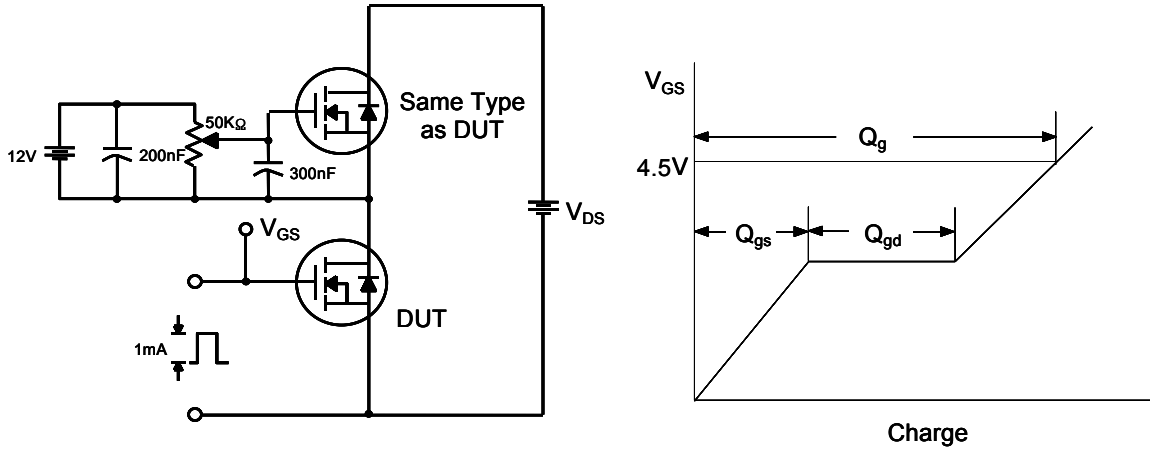 12V
200nF
50KΩ
300nF
Same Type
as DUT
VDS
VGS
DUT
1mA
VGS
Qg
4.5V
Qgs
Qgd
Charge